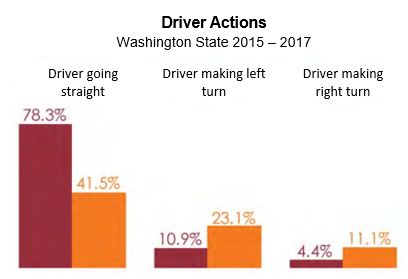 Driver Actions
Washington State 2015 – 2017
Driver going
straight
Driver making left
turn
Driver making
right turn
78.3%
41.5%
10.9%
23.1%
4.4%
11.1%